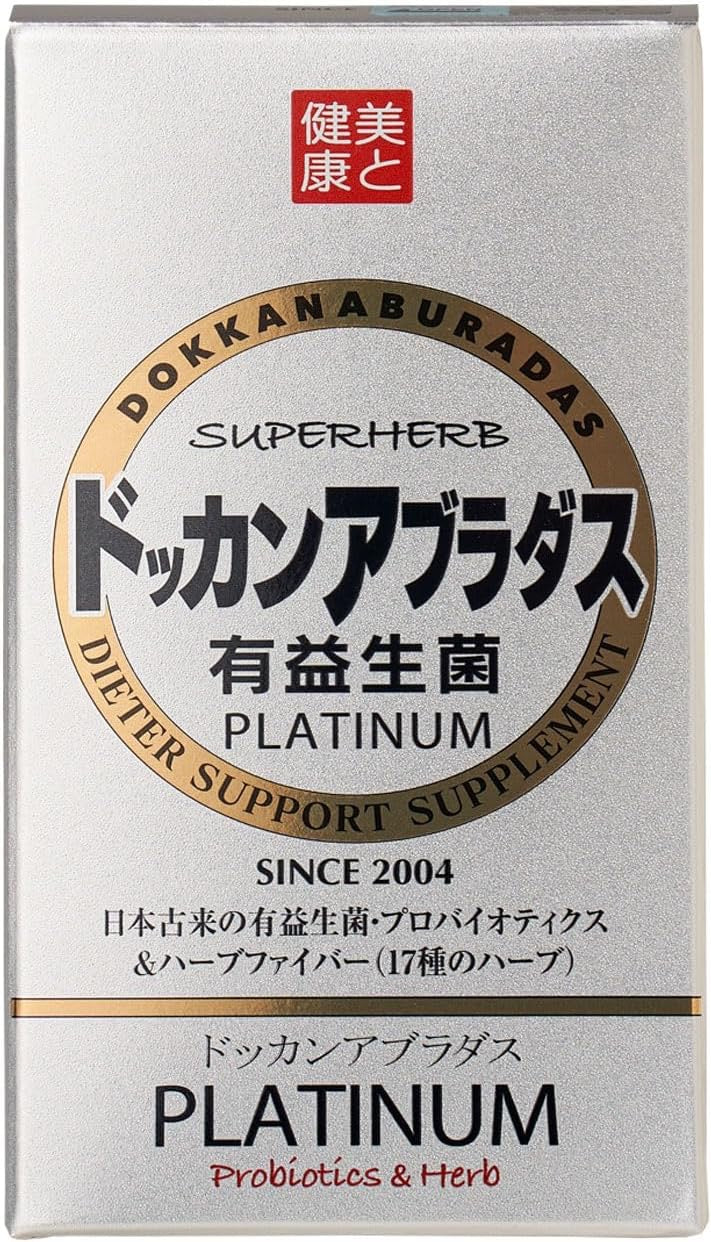 美と
健康
DOKKANABURADAS
SUPERHERB
ドッカンアブラダス
有益生菌
PLATINUM
DIETER SUPPORT SUPPLEMENT
SINCE 2004
日本古来の有益生菌・プロバイオティクス
&ハーブファイバー(17種のハーブ)
ドッカンアブラダス
PLATINUM
Probiotics & Herb